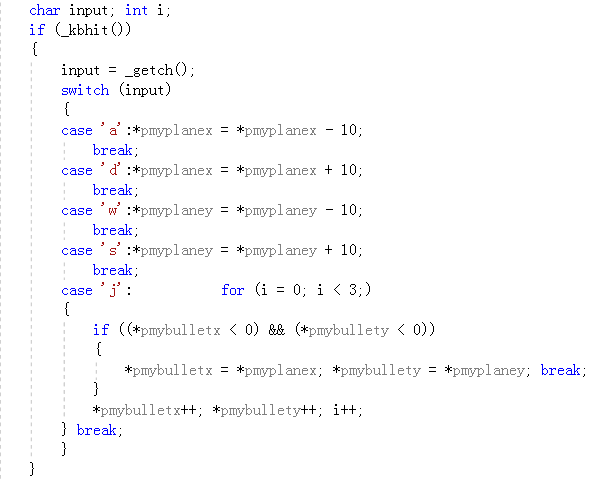 char input; int i;
if (_kbhit())
{
input = _getch();
switch (input)
{
case 'a':*pmyplanex = *pmyplanex - 10;
break;
case 'd':*pmyplanex = *pmyplanex + 10;
break;
case 'w':*pmyplaney = *pmyplaney - 10;
break;
case 's':*pmyplaney = *pmyplaney + 10;
break;
case 'j': for (i = 0; i < 3;)
{
if ((*pmybulletx < 0) && (*pmybullety < 0))
{
*pmybulletx = *pmyplanex; *pmybullety = *pmyplaney; break;
}
*pmybulletx++; *pmybullety++; i++;
} break;
}
}